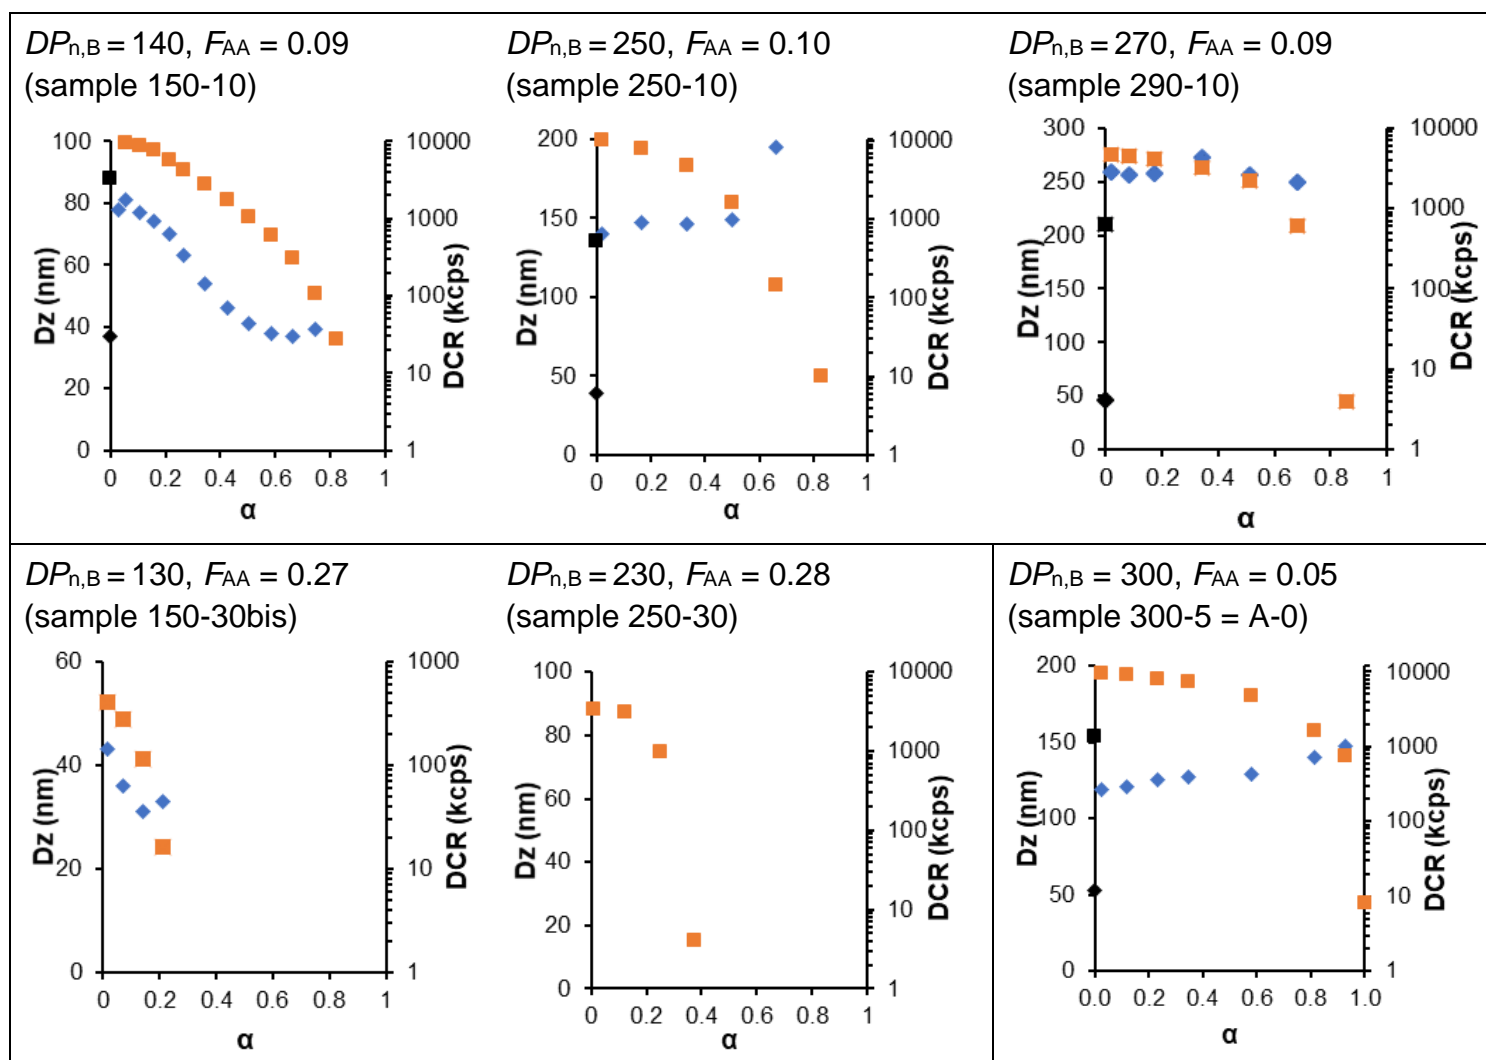 DPn,B = 140, FAA = 0.09
(sample 150-10)
100
80
60
40
20
0
Dz (nm)
10000
1000
100
10
1
DCR (kcps)
0 0.2 0.4 0.6 0.8 1
α
DPn,B = 250, FAA = 0.10
(sample 250-10)
200
150
100
50
0
Dz (nm)
10000
1000
100
10
1
DCR (kcps)
0 0.2 0.4 0.6 0.8 1
α
DPn,B = 270, FAA = 0.09
(sample 290-10)
300
250
200
150
100
50
0
Dz (nm)
10000
1000
100
10
1
DCR (kcps)
0 0.2 0.4 0.6 0.8 1
α
DPn,B = 130, FAA = 0.27
(sample 150-30bis)
60
40
20
0
Dz (nm)
1000
100
10
1
DCR (kcps)
0 0.2 0.4 0.6 0.8 1
α
DPn,B = 230, FAA = 0.28
(sample 250-30)
100
80
60
40
20
0
Dz (nm)
10000
1000
100
10
1
DCR (kcps)
0 0.2 0.4 0.6 0.8 1
α
DPn,B = 300, FAA = 0.05
(sample 300-5 = A-0)
200
150
100
50
0
Dz (nm)
10000
1000
100
10
1
DCR (kcps)
0.0 0.2 0.4 0.6 0.8 1.0
α